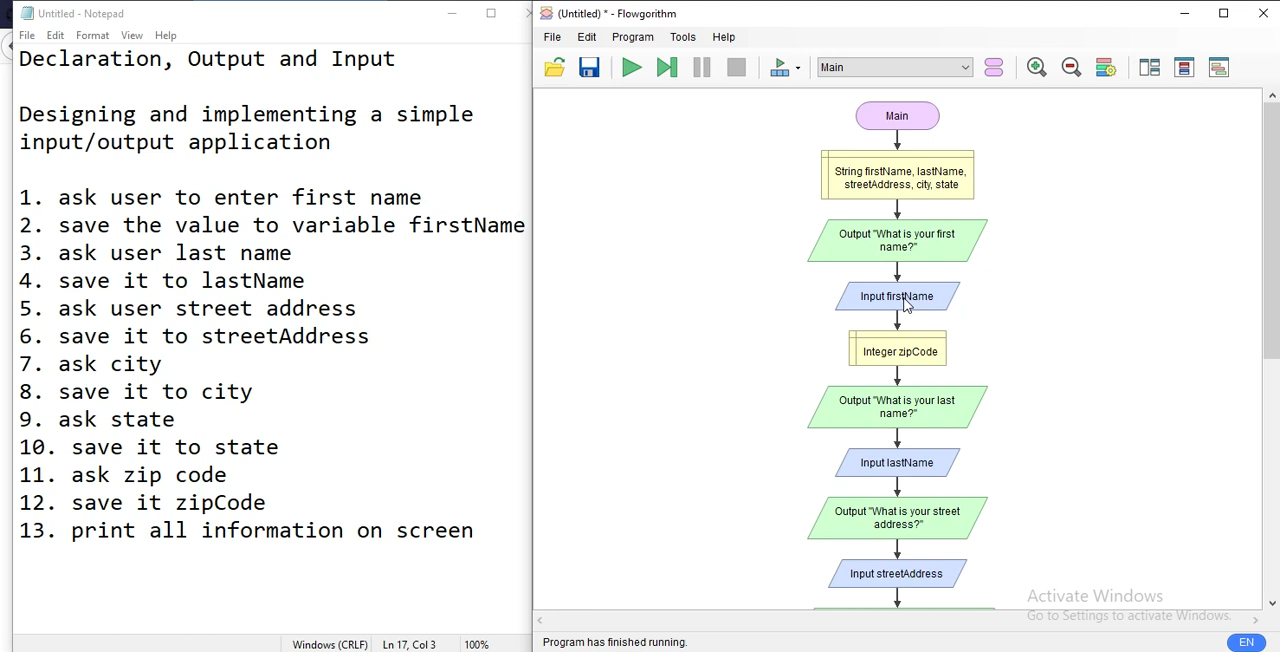 Untitled - Notepad
File Edit Format View Help
Declaration, Output and Input
Designing and implementing a simple
input/output application
1. ask user to enter first name
2. save the value to variable firstName
3. ask user last name
4. save it to lastName
5. ask user street address
6. save it to streetAddress
7. ask city
8. save it to city
9. ask state
10. save it to state
11. ask zip code
12. save it zipCode
13. print all information on screen
Windows (CRLF) Ln 17, Col 3 100%
(Untitled) * - Flowgorithm
File Edit Program Tools Help
Main
Main
String firstName, lastName,
streetAddress, city, state
Output "What is your first
name?"
Input firstName
Integer zipCode
Output "What is your last
name?"
Input lastName
Output "What is your street
address?"
Input streetAddress
Activate Windows
Go to Settings to activate Windows.
Program has finished running.
EN